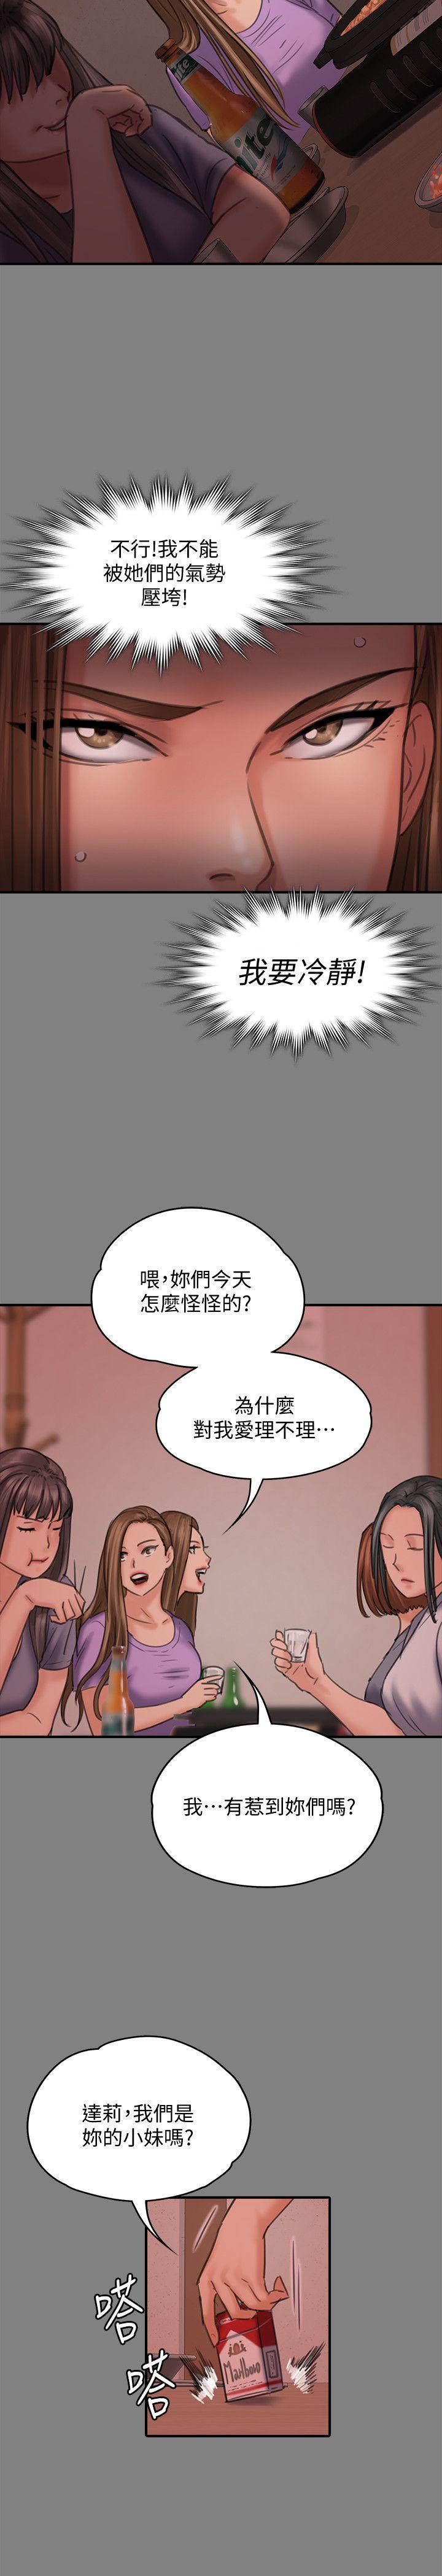 ite
不行!我不能
被她們的氣勢
壓垮!
我要冷靜!
喂,妳們今天
怎麼怪怪的?
為什麼
對我愛理不理…
我…有惹到妳們嗎?
達莉,我們是
妳的小妹嗎?
嗒
嗒
Marlbowo